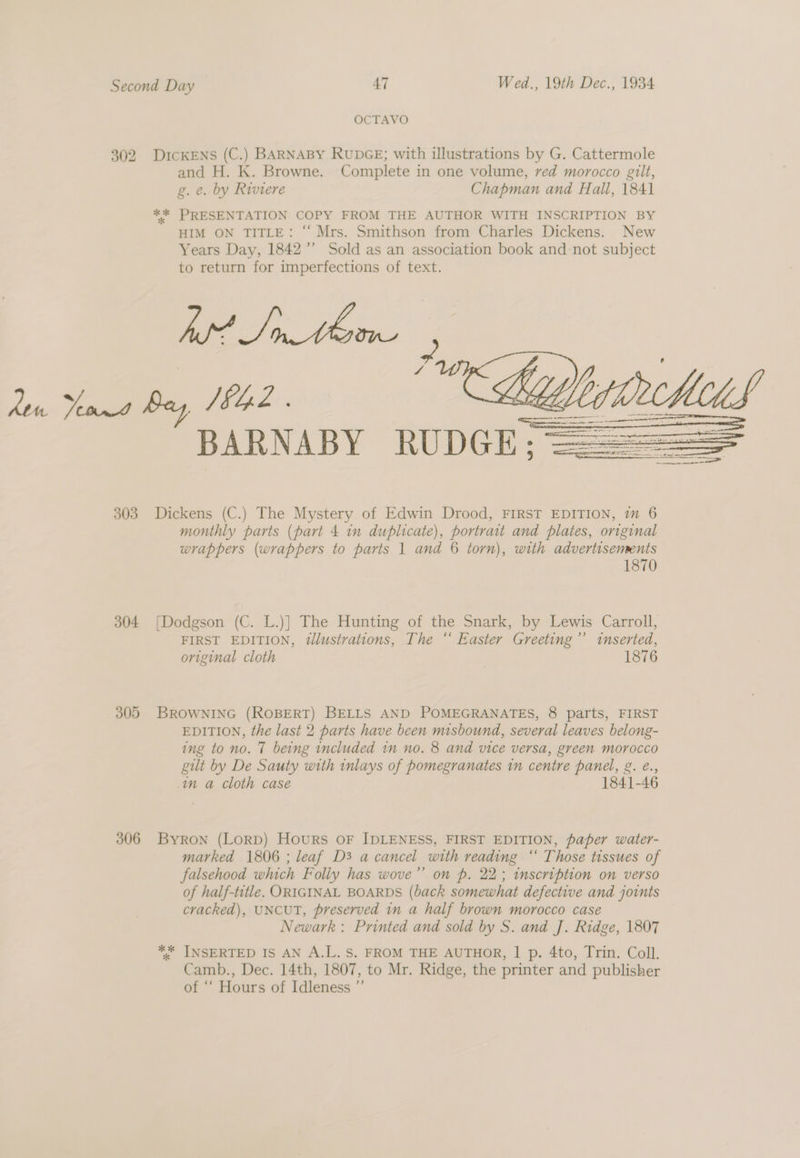 Second Day 47 Wed., 19th Dec., 1934
OCTAVO
302 DICKENS (C.) BARNABY RUDGE; with illustrations by G. Cattermole
and H. K. Browne. Complete in one volume, red morocco gilt,
g. e. by Riviere Chapman and Hall, 1841
*** PRESENTATION COPY FROM THE AUTHOR WITH INSCRIPTION BY
HIM ON TITLE: “ Mrs. Smithson from Charles Dickens. New
Years Day, 1842 ” Sold as an association book and not subject
to return for imperfections of text.
Mrs Smithson
from Charles Dickens
New Years Day, 1842.
BARNABY RUDGE;
303 Dickens (C.) The Mystery of Edwin Drood, FIRST EDITION, in 6
monthly parts (part 4 in duplicate), portrait and plates, original
wrappers (wrappers to parts 1 and 6 torn), with advertisements
1870
304 [Dodgson (C. L.)] The Hunting of the Snark, by Lewis Carroll,
FIRST EDITION, illustrations, The “ Easter Greeting ” inserted,
original cloth 1876
305 BROWNING (ROBERT) BELLS AND POMEGRANATES, 8 parts, FIRST
EDITION, the last 2 parts have been misbound, several leaves belong-
ing to no. 7 being included in no. 8 and vice versa, green morocco
gilt by De Sauty with inlays of pomegranates in centre panel, g. e.,
in a cloth case 1841-46
306 BYRON (LORD) HOURS OF IDLENESS, FIRST EDITION, paper water-
marked 1806 ; leaf D3 a cancel with reading “ Those tissues of
falsehood which Folly has wove ” on p. 22 ; inscription on verso
of half-title. ORIGINAL BOARDS (back somewhat defective and joints
cracked), UNCUT, preserved in a half brown morocco case
Newark : Printed and sold by S. and J. Ridge, 1807
*** INSERTED IS AN A.L.S. FROM THE AUTHOR, 1 p. 4to, Trin. Coll.
Camb., Dec. 14th, 1807, to Mr. Ridge, the printer and publisher
of “ Hours of Idleness ”